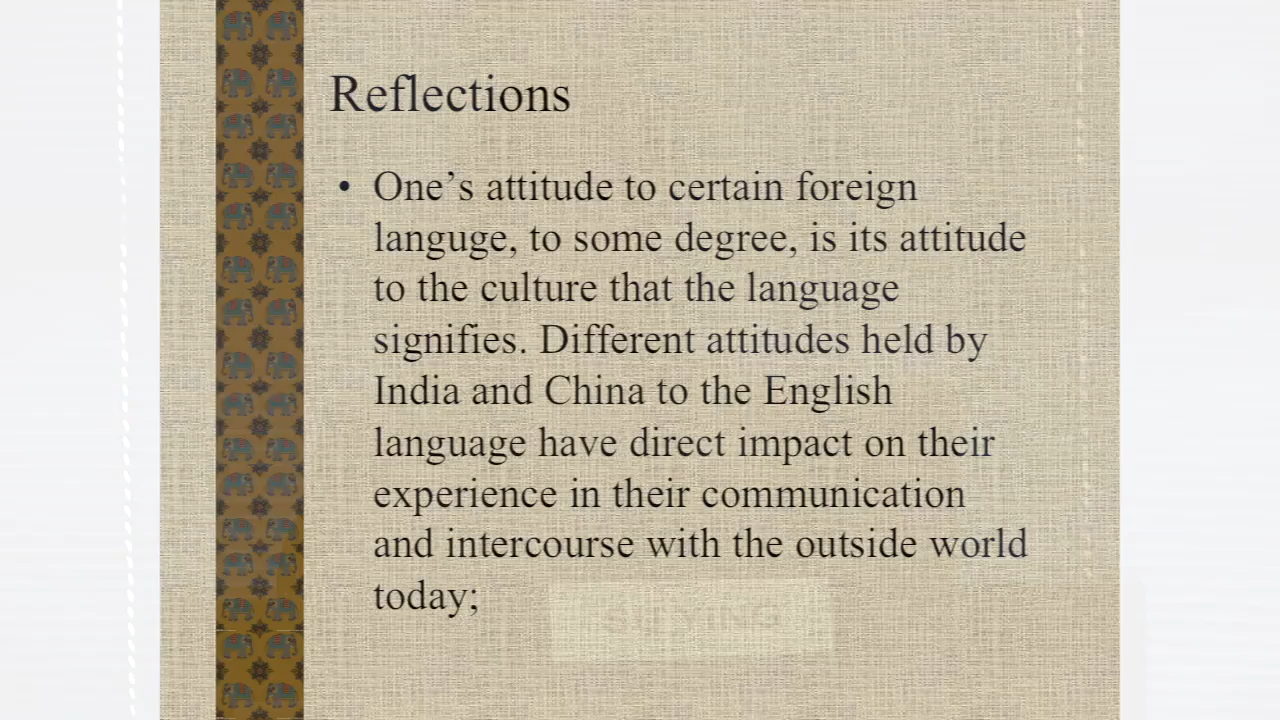 Reflections
• One’s attitude to certain foreign
languge, to some degree, is its attitude
to the culture that the language
signifies. Different attitudes held by
India and China to the English
language have direct impact on their
experience in their communication
and intercourse with the outside world
today;